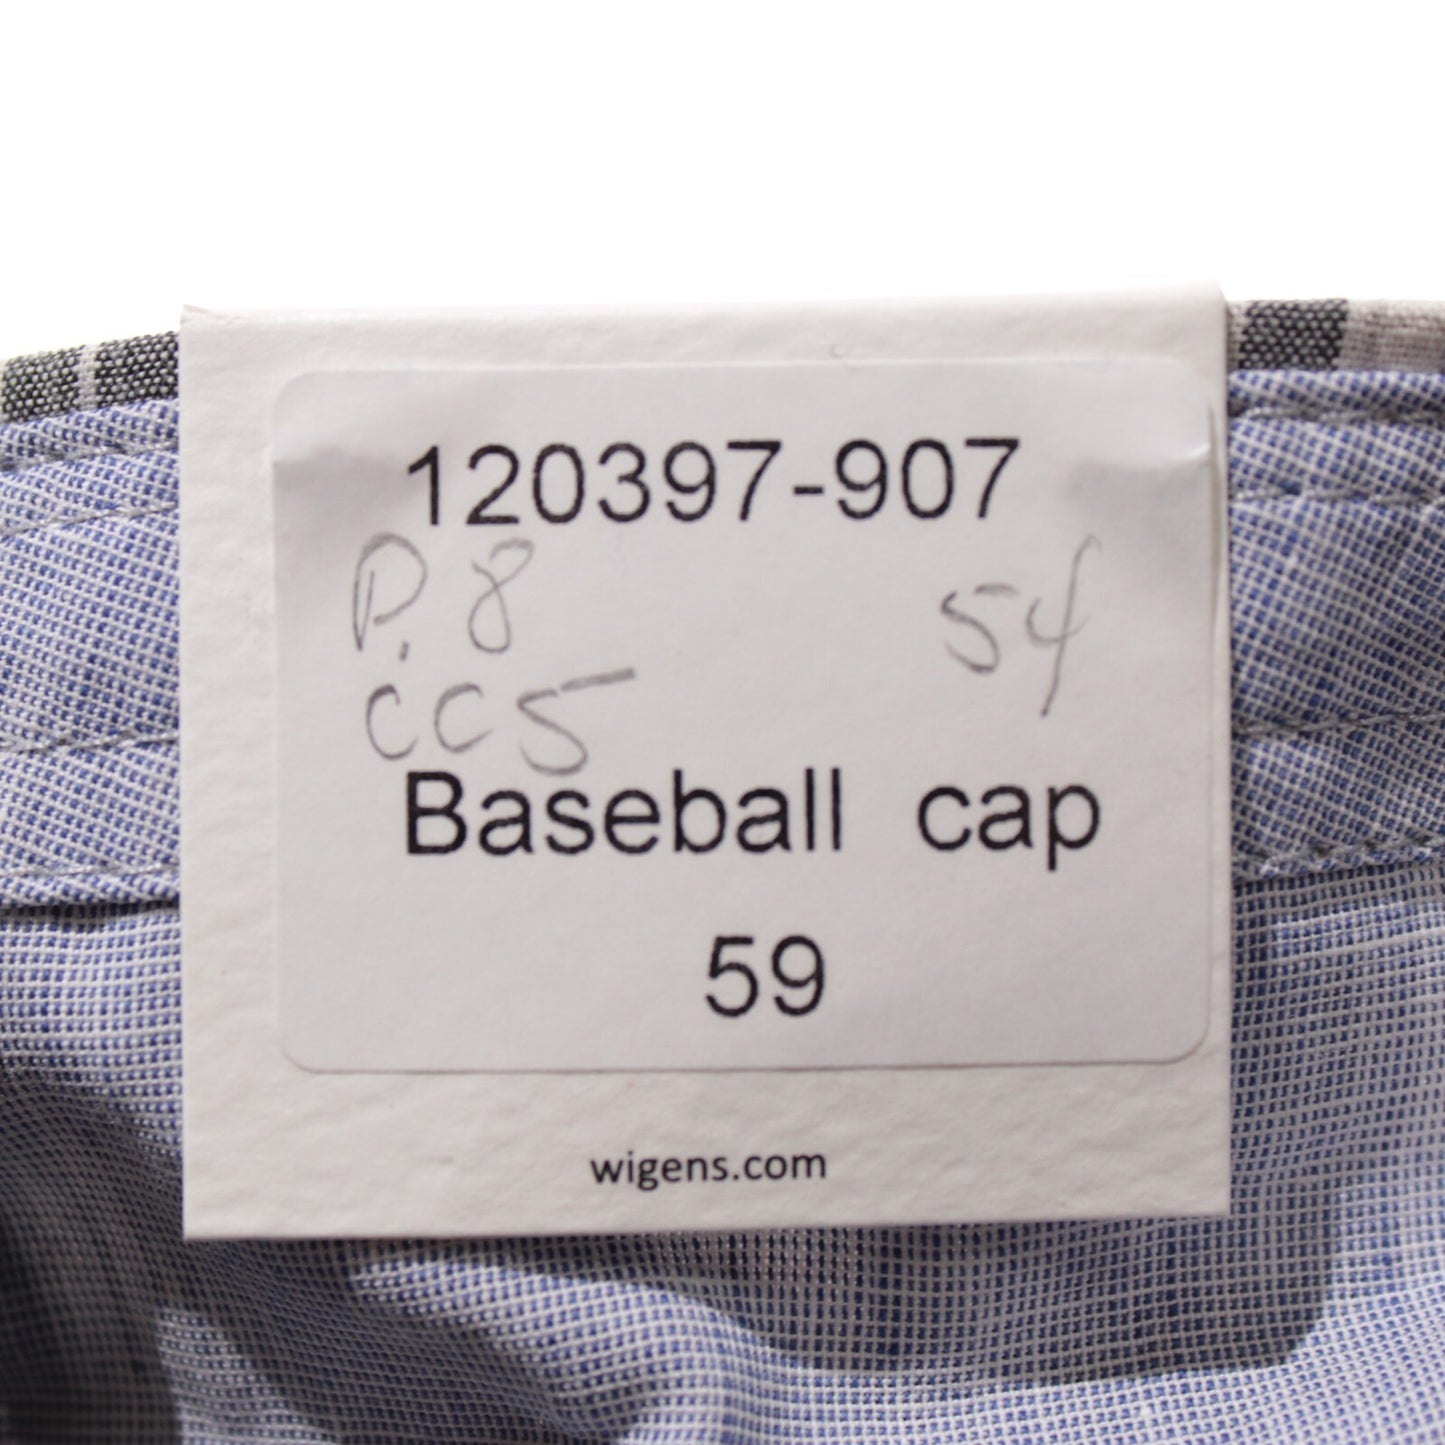 120397-907
P.8 54
CC5
Baseball cap
59
wigens.com